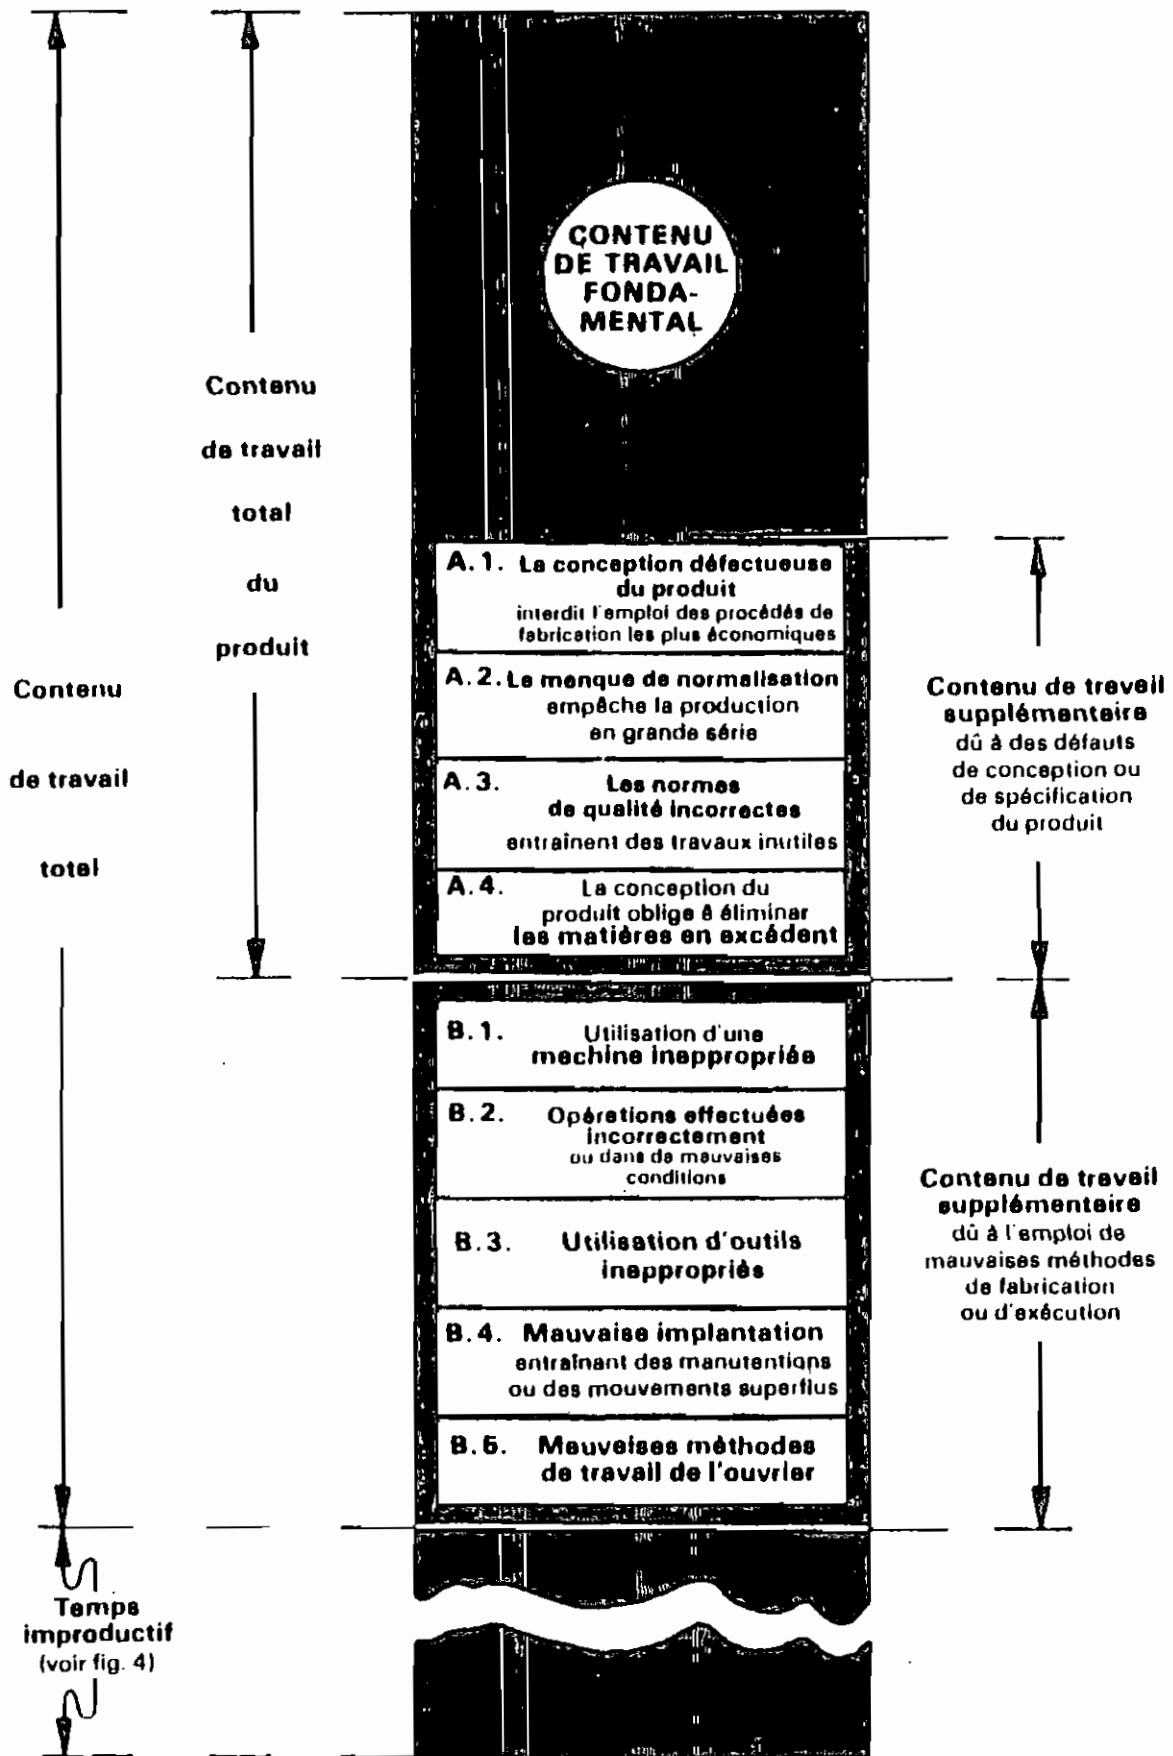 CONTENU
DE TRAVAIL
FONDA-
MENTAL
Contenu
de travail
total
du
produit
Contenu
de travail
total
A.1. La conception défectueuse
du produit
interdit l'emploi des procédés de
fabrication les plus économiques
A.2. Le manque de normalisation
empêche la production
en grande série
A.3. Les normes
de qualité incorrectes
entraînent des travaux inutiles
A.4. La conception du
produit oblige à éliminer
les matières en excédent
Contenu de travail
supplémentaire
dû à des défauts
de conception ou
de spécification
du produit
B.1. Utilisation d'une
machine inappropriée
B.2. Opérations effectuées
incorrectement
ou dans de mauvaises
conditions
B.3. Utilisation d'outils
inappropriés
B.4. Mauvaise implantation
entraînant des manutentions
ou des mouvements superflus
B.5. Mauvaises méthodes
de travail de l'ouvrier
Contenu de travail
supplémentaire
dû à l'emploi de
mauvaises méthodes
de fabrication
ou d'exécution
Temps
improductif
(voir fig. 4)